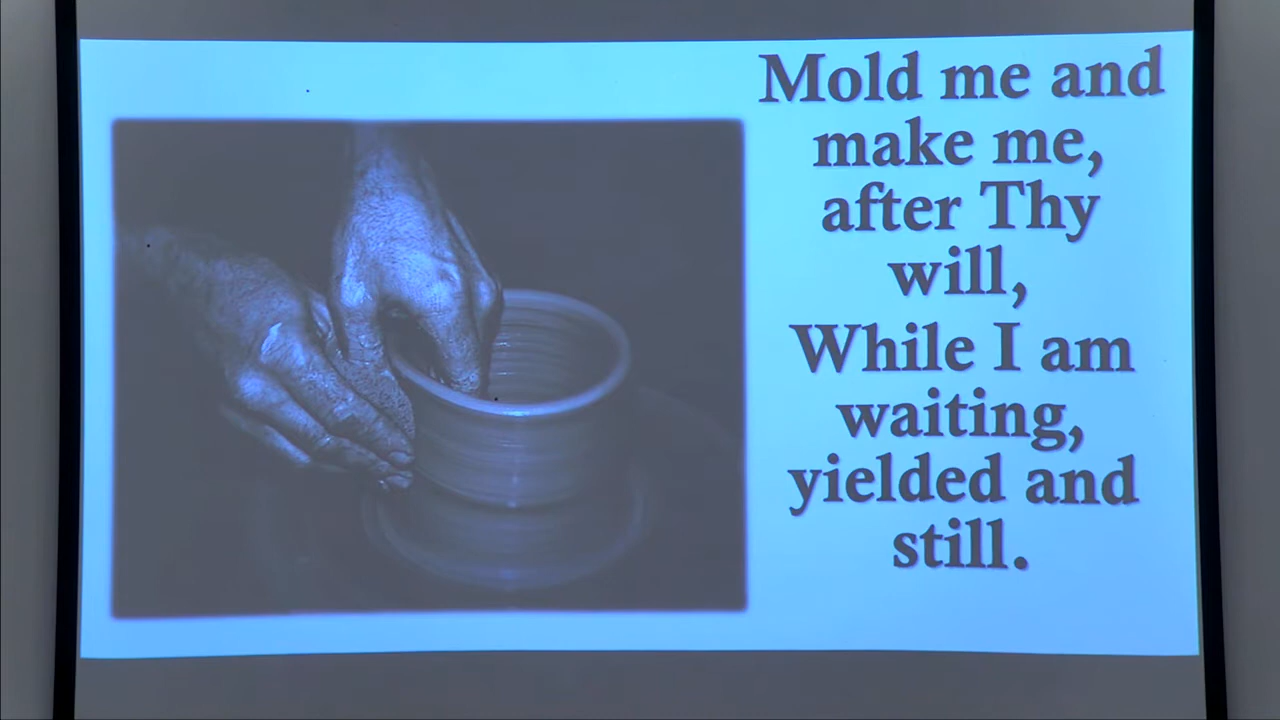 Mold me and
make me,
after Thy
will,
While I am
waiting,
yielded and
still.